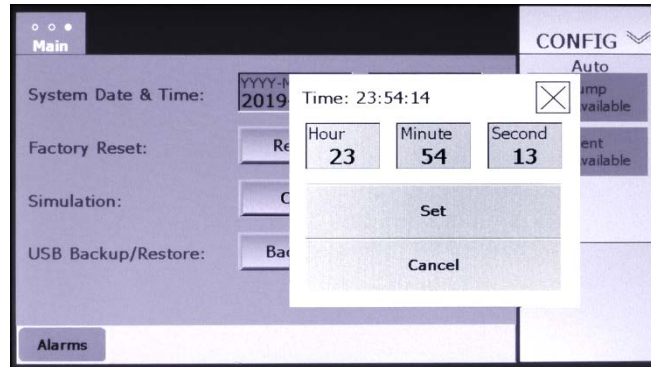 Main
CONFIG
Auto
System Date & Time:
YYYY-M
2019-
Time: 23:54:14
Factory Reset:
Hour
Minute
Second
23
54
13
Simulation:
Set
USB Backup/Restore:
Cancel
Alarms